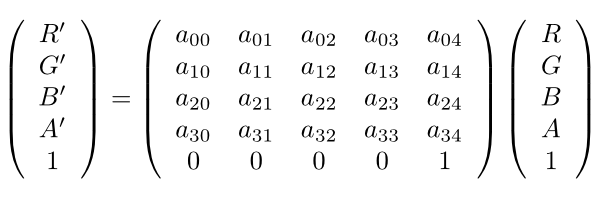 R′ a₀₀ a₀₁ a₀₂ a₀₃ a₀₄ R
G′ a₁₀ a₁₁ a₁₂ a₁₃ a₁₄ G
B′ = a₂₀ a₂₁ a₂₂ a₂₃ a₂₄ B
A′ a₃₀ a₃₁ a₃₂ a₃₃ a₃₄ A
1 0 0 0 0 1 1